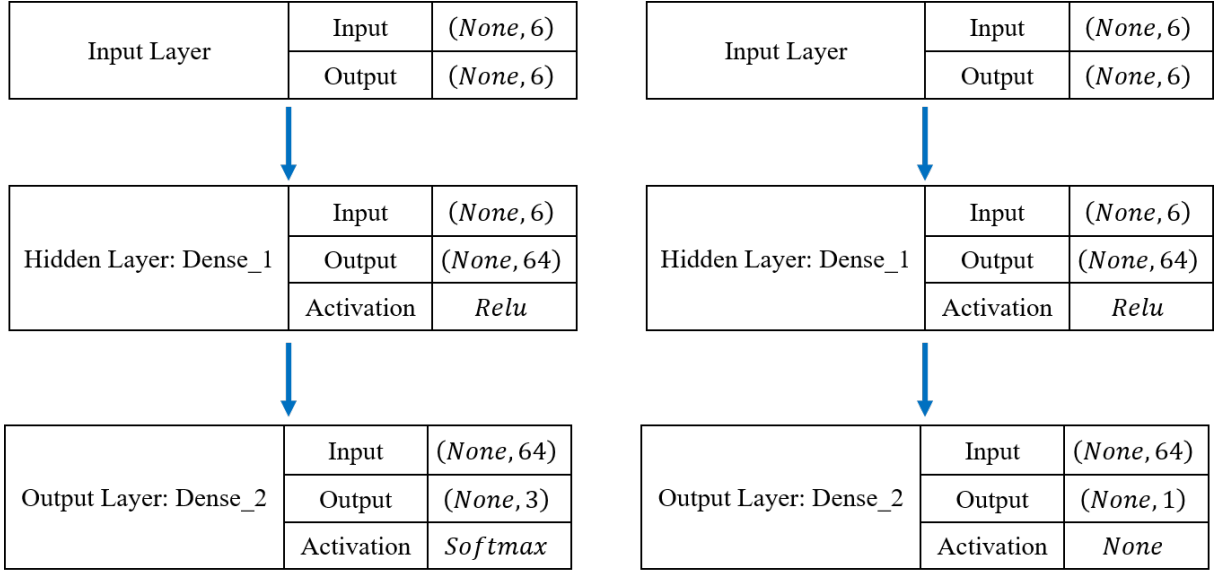 Input Layer
Input (None, 6)
Output (None, 6)
Hidden Layer: Dense_1
Input (None, 6)
Output (None, 64)
Activation Relu
Output Layer: Dense_2
Input (None, 64)
Output (None, 3)
Activation Softmax
Input Layer
Input (None, 6)
Output (None, 6)
Hidden Layer: Dense_1
Input (None, 6)
Output (None, 64)
Activation Relu
Output Layer: Dense_2
Input (None, 64)
Output (None, 1)
Activation None